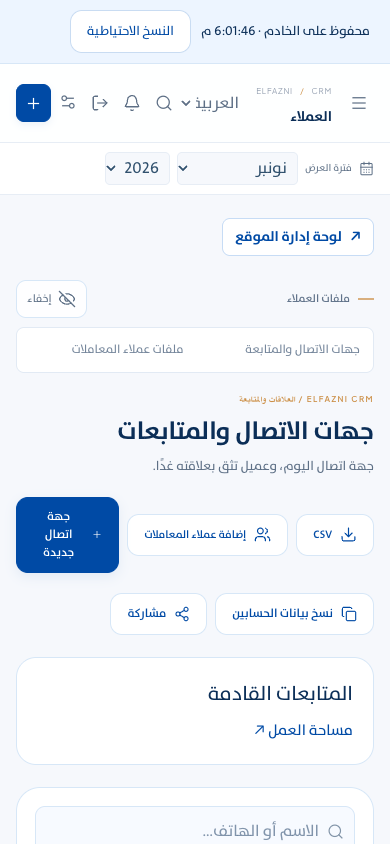 محفوظ على الخادم · 6:01:46 م
النسخ الاحتياطية
ELFAZNI / CRM
العملاء
العربية
فترة العرض
نونبر
2026
لوحة إدارة الموقع
ملفات العملاء
إخفاء
جهات الاتصال والمتابعة
ملفات عملاء المعاملات
ELFAZNI CRM / العلاقات والمتابعة
جهات الاتصال والمتابعات
جهة اتصال اليوم، وعميل تثق بعلاقته غدًا.
CSV
إضافة عملاء المعاملات
جهة اتصال جديدة
نسخ بيانات الحسابين
مشاركة
المتابعات القادمة
مساحة العمل
الاسم أو الهاتف...